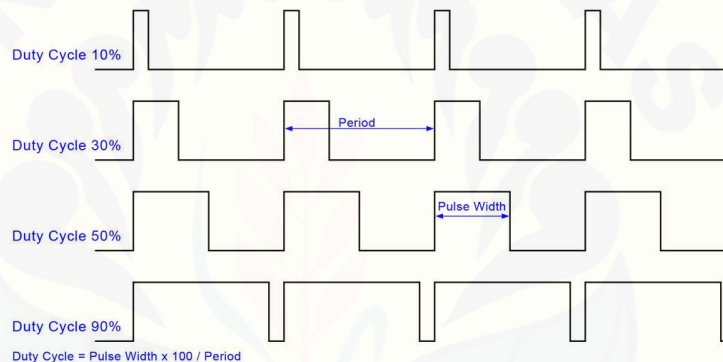 Duty Cycle 10%
Period
Duty Cycle 30%
Pulse Width
Duty Cycle 50%
Duty Cycle 90%
Duty Cycle = Pulse Width x 100 / Period